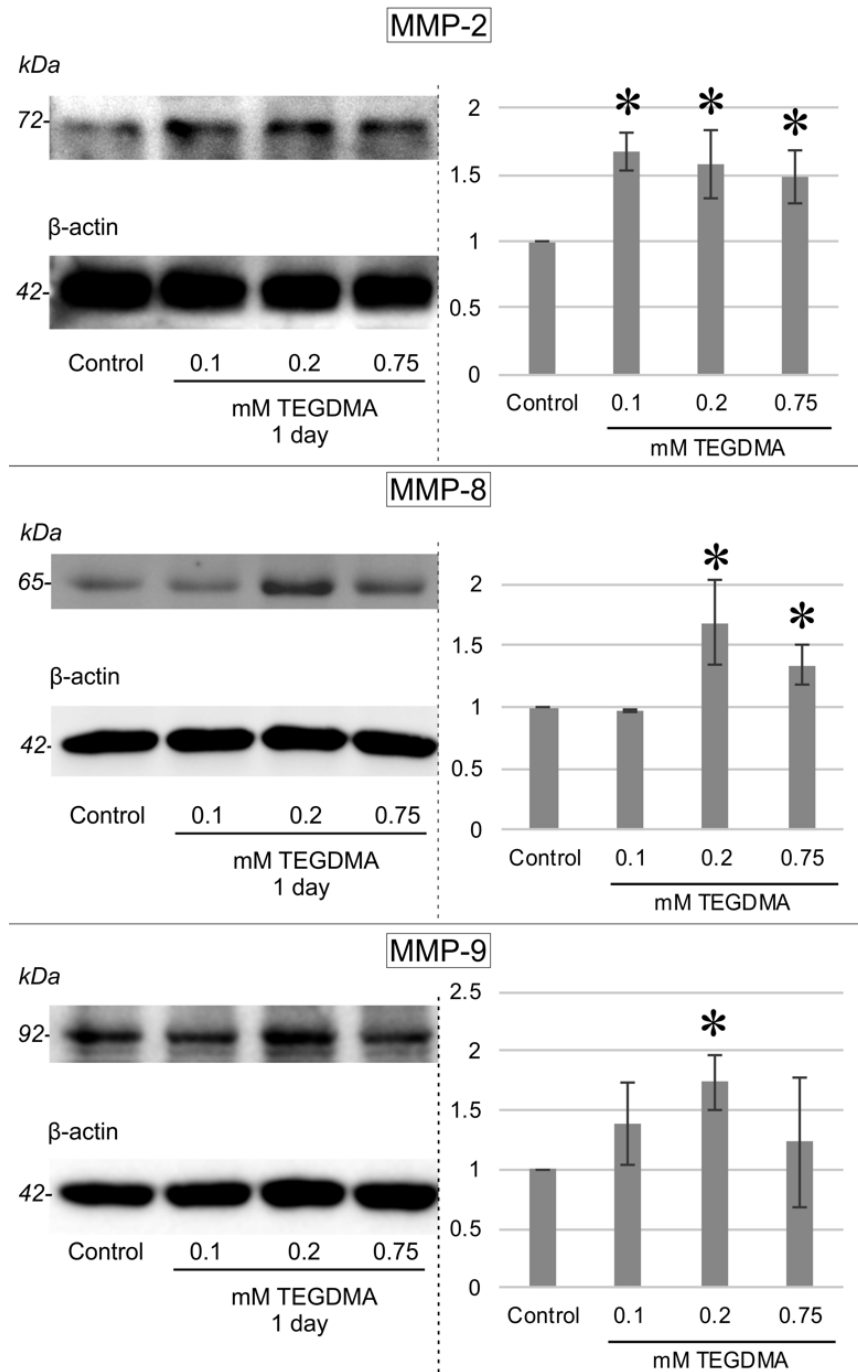 MMP-2
kDa
72-
β-actin
42-
Control 0.1 0.2 0.75
mM TEGDMA
1 day
2
1.5
1
0.5
0
* * *
Control 0.1 0.2 0.75
mM TEGDMA
MMP-8
kDa
65-
β-actin
42-
Control 0.1 0.2 0.75
mM TEGDMA
1 day
2
1.5
1
0.5
0
* *
Control 0.1 0.2 0.75
mM TEGDMA
MMP-9
kDa
92-
β-actin
42-
Control 0.1 0.2 0.75
mM TEGDMA
1 day
2.5
2
1.5
1
0.5
0
*
Control 0.1 0.2 0.75
mM TEGDMA